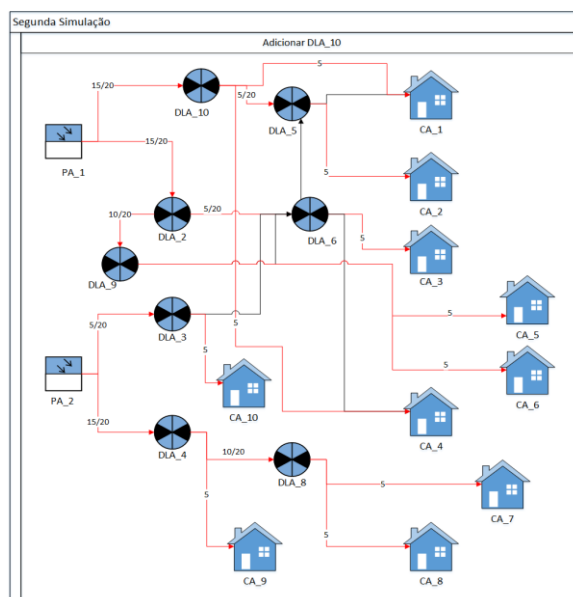 Segunda Simulação
Adicionar DLA_10
5
15/20
DLA_10
5/20
DLA_5
CA_1
PA_1
15/20
5
CA_2
10/20
DLA_2
5/20
DLA_6
5
CA_3
DLA_9
5
CA_5
5/20
DLA_3
5
5
5
CA_6
PA_2
CA_10
5
CA_4
15/20
DLA_4
10/20
DLA_8
5
5
CA_7
5
CA_9
CA_8